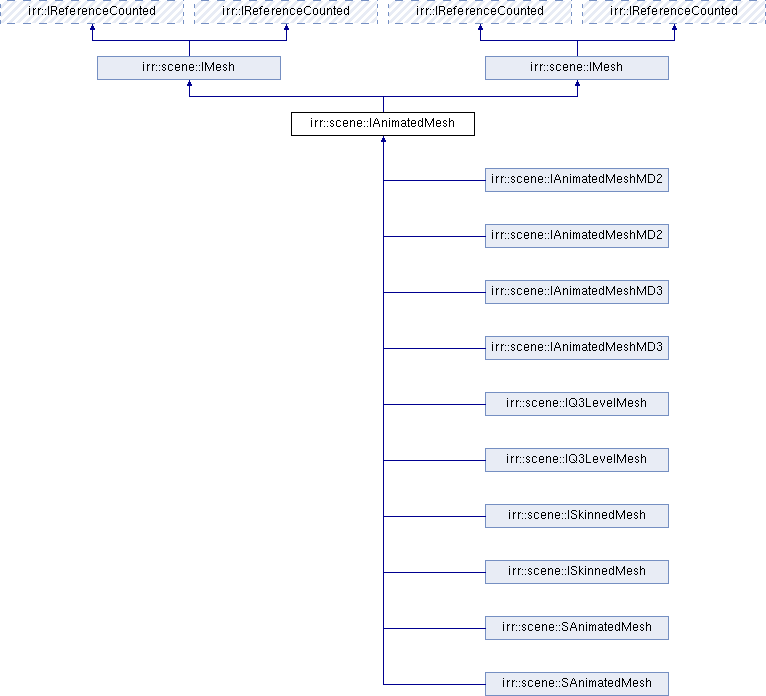 irr::IReferenceCounted
irr::IReferenceCounted
irr::IReferenceCounted
irr::IReferenceCounted
irr::scene::IMesh
irr::scene::IMesh
irr::scene::IAnimatedMesh
irr::scene::IAnimatedMeshMD2
irr::scene::IAnimatedMeshMD2
irr::scene::IAnimatedMeshMD3
irr::scene::IAnimatedMeshMD3
irr::scene::IQ3LevelMesh
irr::scene::IQ3LevelMesh
irr::scene::ISkinnedMesh
irr::scene::ISkinnedMesh
irr::scene::SAnimatedMesh
irr::scene::SAnimatedMesh